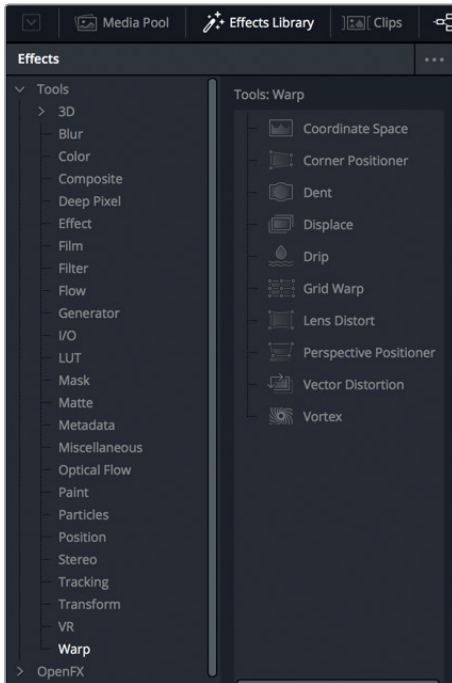 Media Pool Effects Library Clips
Effects
Tools
3D
Blur
Color
Composite
Deep Pixel
Effect
Film
Filter
Flow
Generator
I/O
LUT
Mask
Matte
Metadata
Miscellaneous
Optical Flow
Paint
Particles
Position
Stereo
Tracking
Transform
VR
Warp
OpenFX
Tools: Warp
Coordinate Space
Corner Positioner
Dent
Displace
Drip
Grid Warp
Lens Distort
Perspective Positioner
Vector Distortion
Vortex